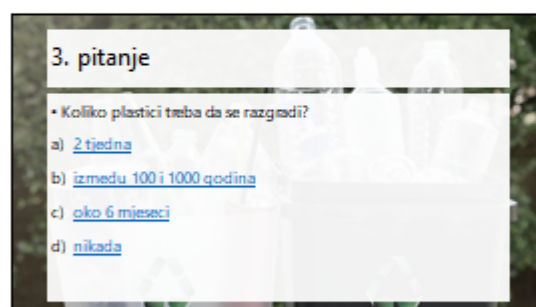 3. pitanje
• Koliko plastici treba da se razgradi?
a) 2 tjedna
b) između 100 i 1000 godina
c) oko 6 mjeseci
d) nikada